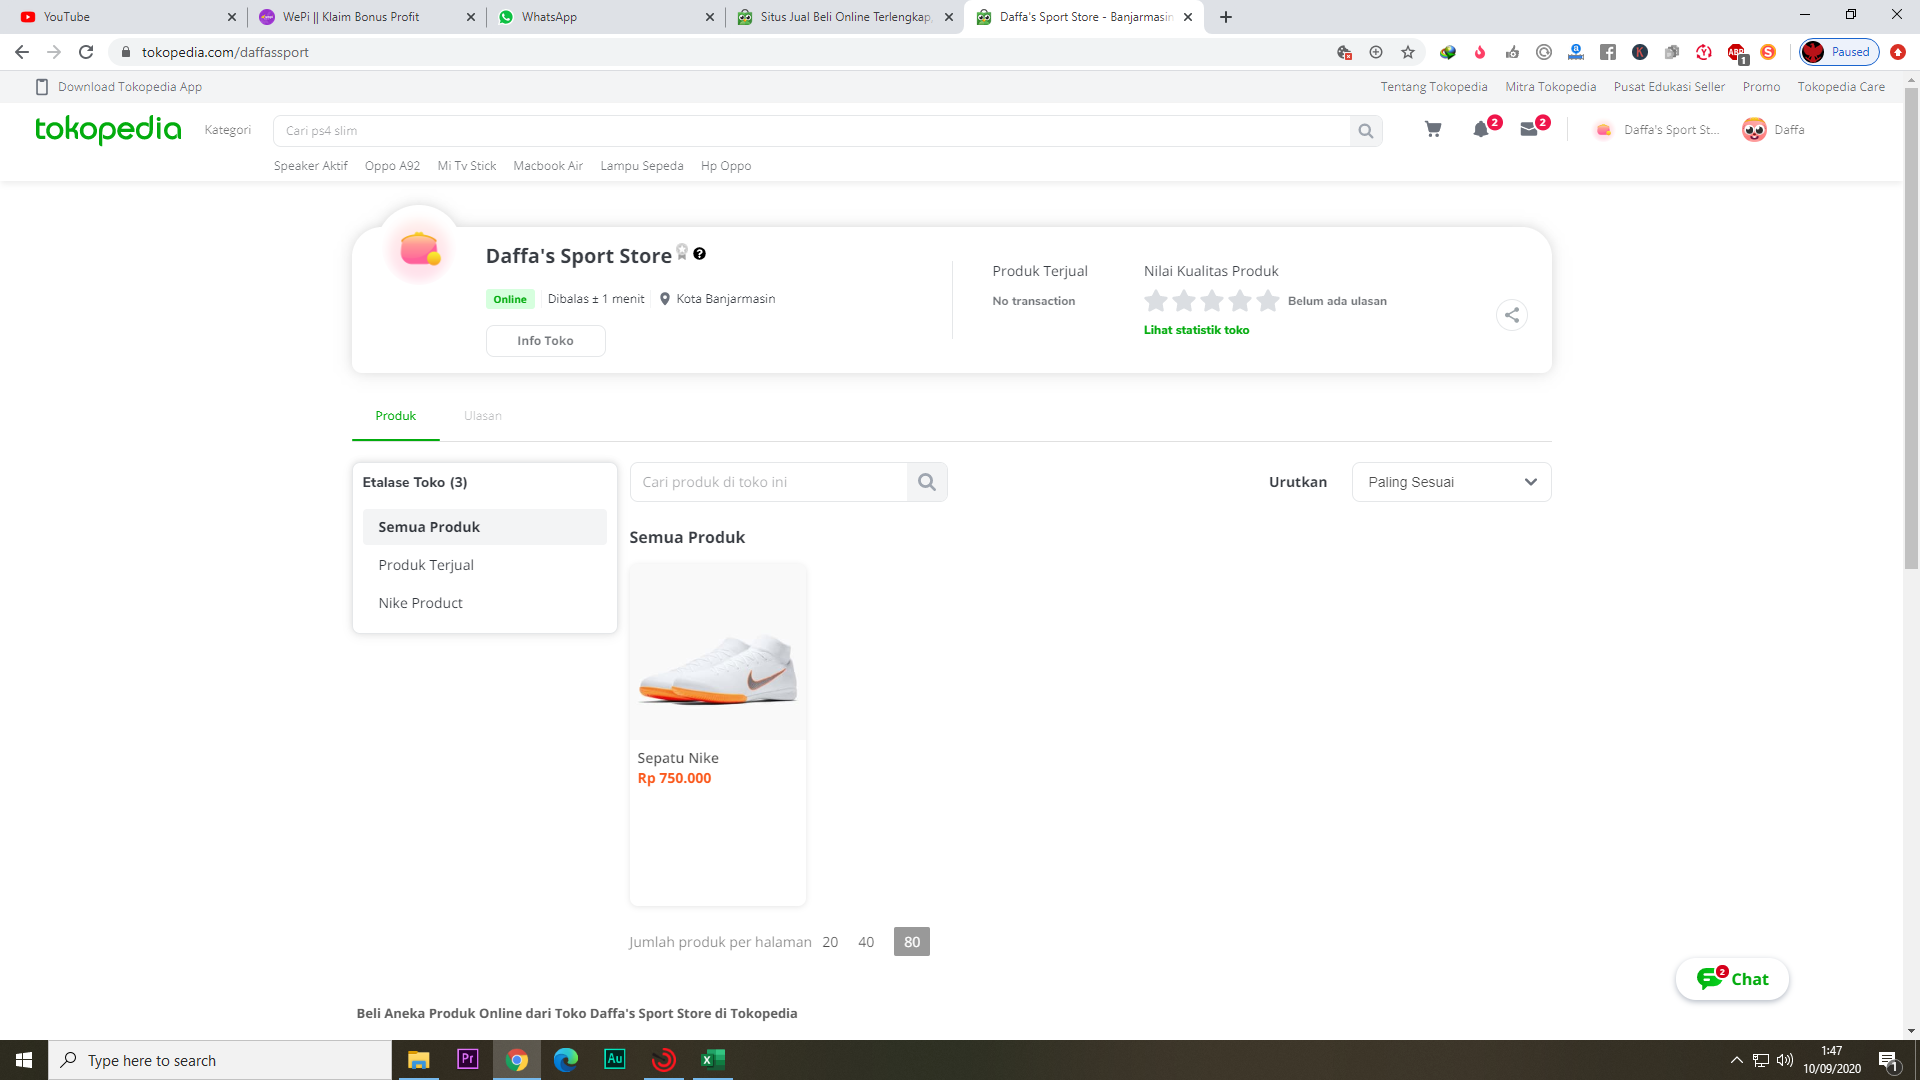 YouTube
WePi || Klaim Bonus Profit
WhatsApp
Situs Jual Beli Online Terlengkap,
Daffa's Sport Store - Banjarmasin
tokopedia.com/daffassport
Paused
Download Tokopedia App
Tentang Tokopedia Mitra Tokopedia Pusat Edukasi Seller Promo Tokopedia Care
tokopedia
Kategori
Cari ps4 slim
2
2
Daffa's Sport St...
Daffa
Speaker Aktif Oppo A92 Mi Tv Stick Macbook Air Lampu Sepeda Hp Oppo
Daffa's Sport Store
Online
Dibalas ± 1 menit
Kota Banjarmasin
Info Toko
Produk Terjual
No transaction
Nilai Kualitas Produk
Belum ada ulasan
Lihat statistik toko
Produk
Ulasan
Etalase Toko (3)
Semua Produk
Produk Terjual
Nike Product
Cari produk di toko ini
Urutkan
Paling Sesuai
Semua Produk
Sepatu Nike
Rp 750.000
Jumlah produk per halaman 20 40 80
2
Chat
Beli Aneka Produk Online dari Toko Daffa's Sport Store di Tokopedia
Type here to search
Pr
Au
1:47
10/09/2020
1